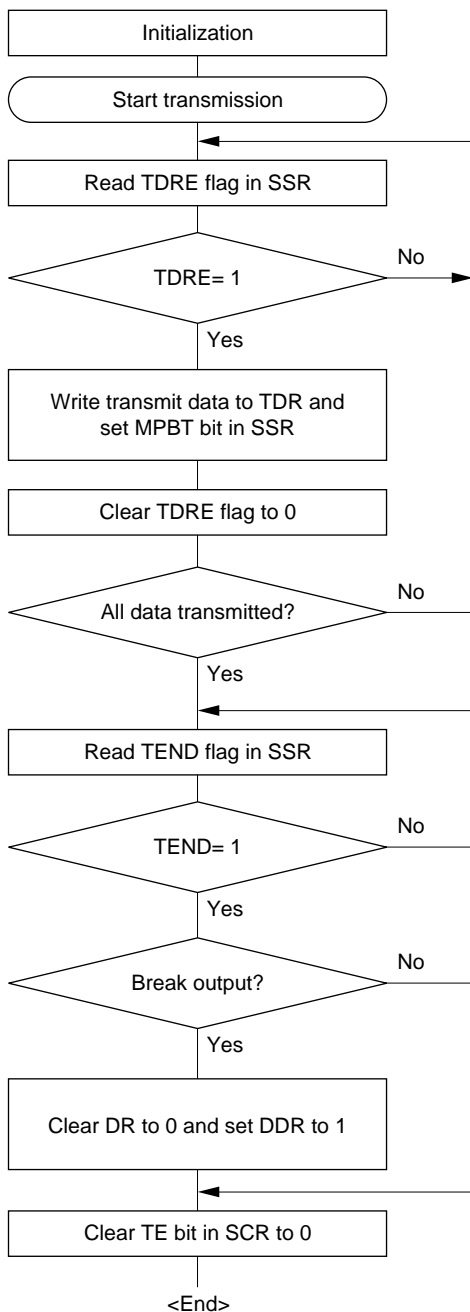 Initialization
Start transmission
Read TDRE flag in SSR
TDRE= 1
No
Yes
Write transmit data to TDR and
set MPBT bit in SSR
Clear TDRE flag to 0
All data transmitted?
No
Yes
Read TEND flag in SSR
TEND= 1
No
Yes
Break output?
No
Yes
Clear DR to 0 and set DDR to 1
Clear TE bit in SCR to 0
<End>